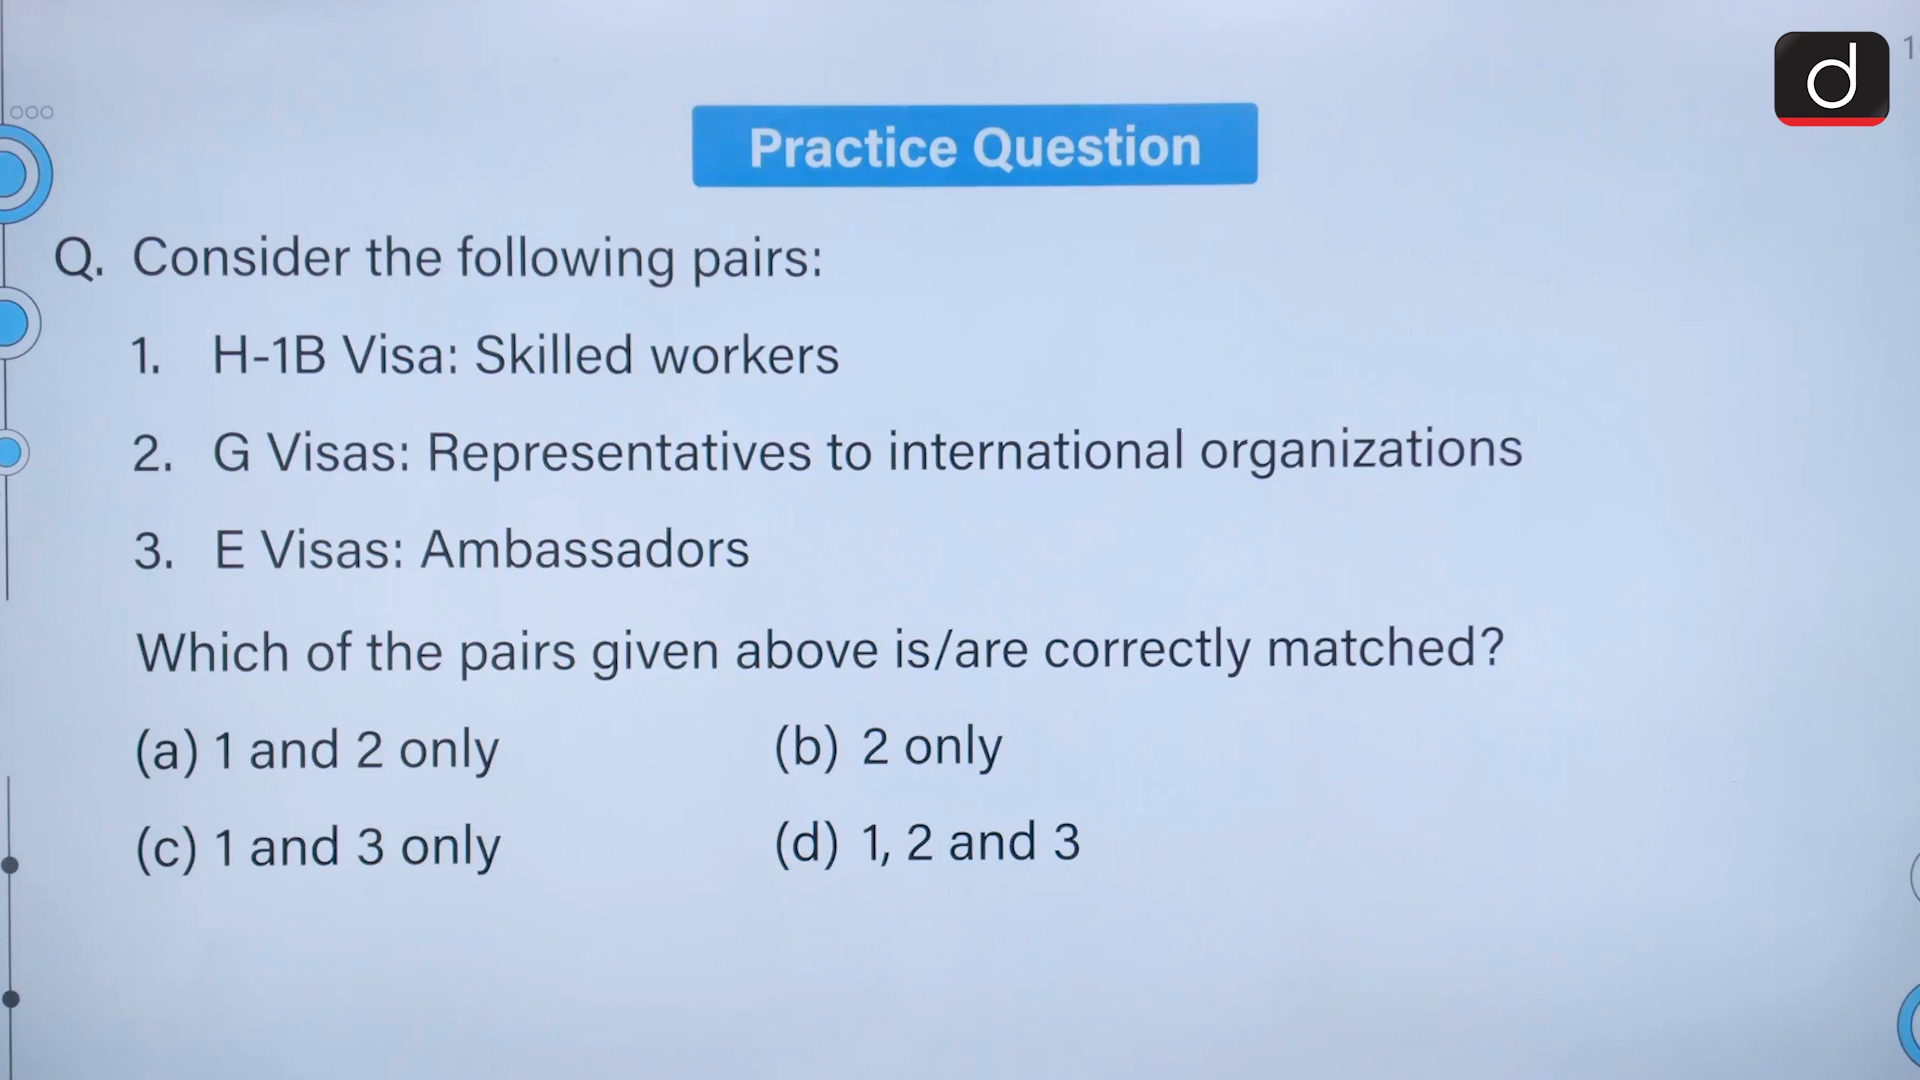 Practice Question
Q. Consider the following pairs:
1. H-1B Visa: Skilled workers
2. G Visas: Representatives to international organizations
3. E Visas: Ambassadors
Which of the pairs given above is/are correctly matched?
(a) 1 and 2 only
(b) 2 only
(c) 1 and 3 only
(d) 1, 2 and 3
d
1